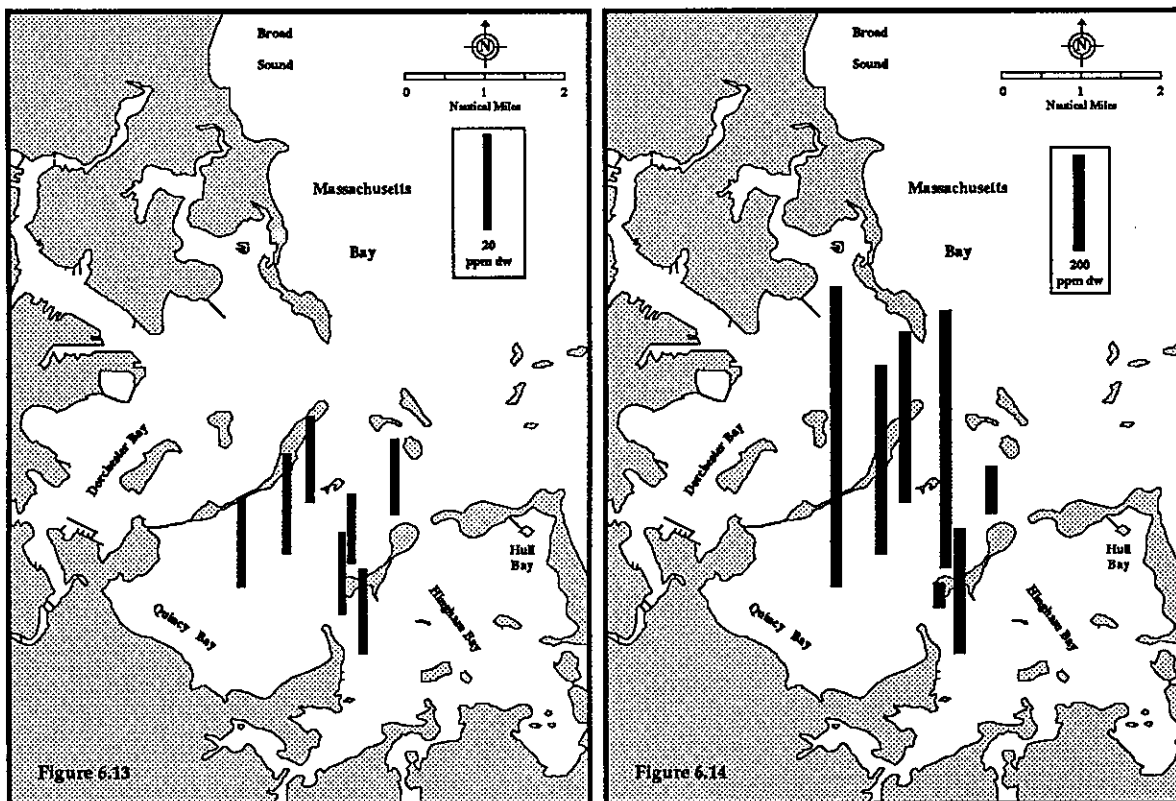 Broad
Sound
N
0 1 2
Nautical Miles
20
ppm dw
Massachusetts
Bay
Dorchester Bay
Quincy Bay
Hingham Bay
Hull
Bay
Figure 6.13
Broad
Sound
N
0 1 2
Nautical Miles
200
ppm dw
Massachusetts
Bay
Dorchester Bay
Quincy Bay
Hingham Bay
Hull
Bay
Figure 6.14